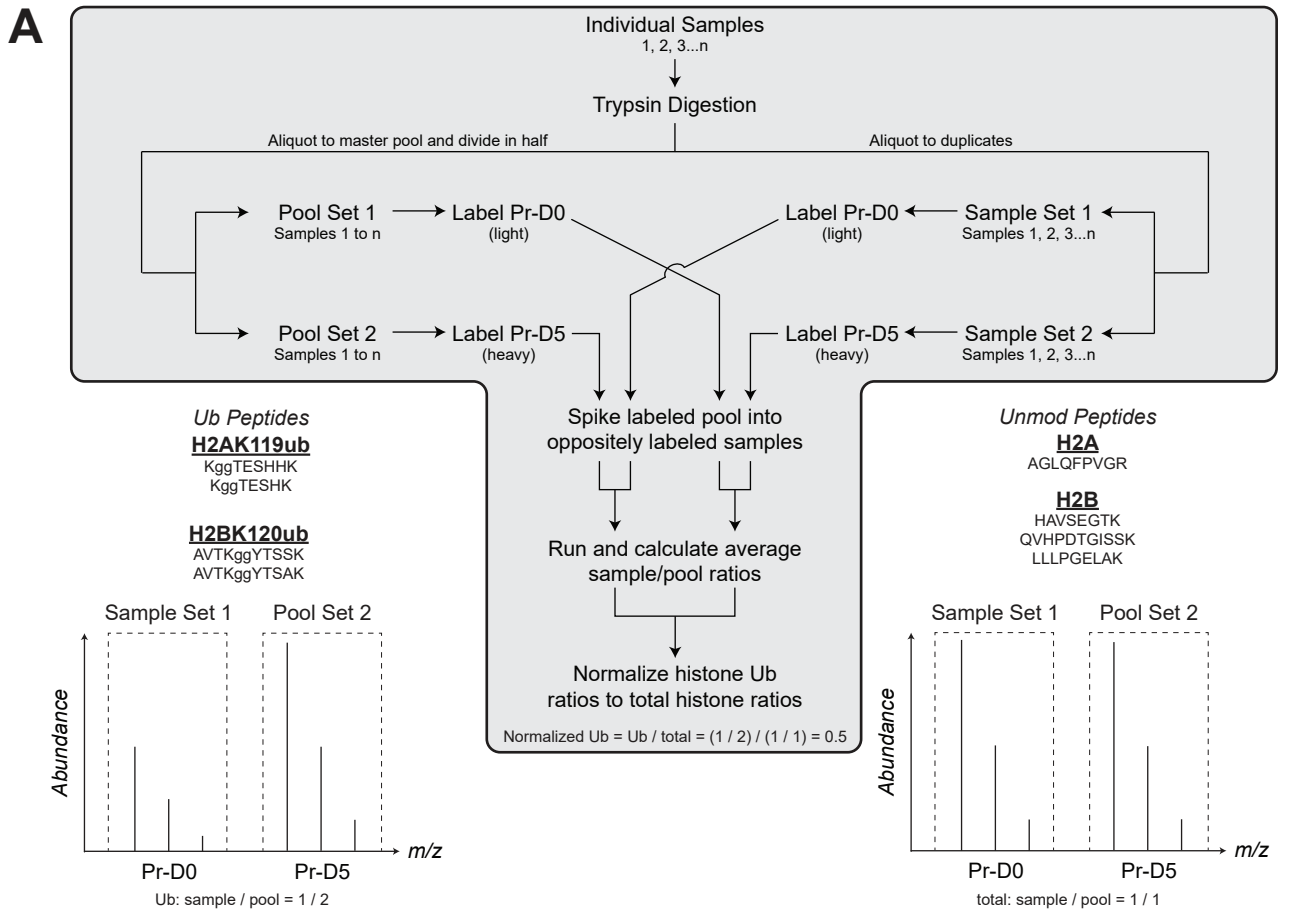 A
Individual Samples
1, 2, 3...n
Trypsin Digestion
Aliquot to master pool and divide in half
Aliquot to duplicates
Pool Set 1
Samples 1 to n
Label Pr-D0
(light)
Label Pr-D0
(light)
Sample Set 1
Samples 1, 2, 3...n
Pool Set 2
Samples 1 to n
Label Pr-D5
(heavy)
Label Pr-D5
(heavy)
Sample Set 2
Samples 1, 2, 3...n
Spike labeled pool into
oppositely labeled samples
Run and calculate average
sample/pool ratios
Normalize histone Ub
ratios to total histone ratios
Normalized Ub = Ub / total = (1 / 2) / (1 / 1) = 0.5
Ub Peptides
H2AK119ub
KggTESHHK
KggTESHK
H2BK120ub
AVTKggYTSSK
AVTKggYTSAK
Sample Set 1
Pool Set 2
Abundance
m/z
Pr-D0
Pr-D5
Ub: sample / pool = 1 / 2
Unmod Peptides
H2A
AGLQFPVGR
H2B
HAVSEGTK
QVHPDTGISSK
LLLPGELAK
Sample Set 1
Pool Set 2
Abundance
m/z
Pr-D0
Pr-D5
total: sample / pool = 1 / 1